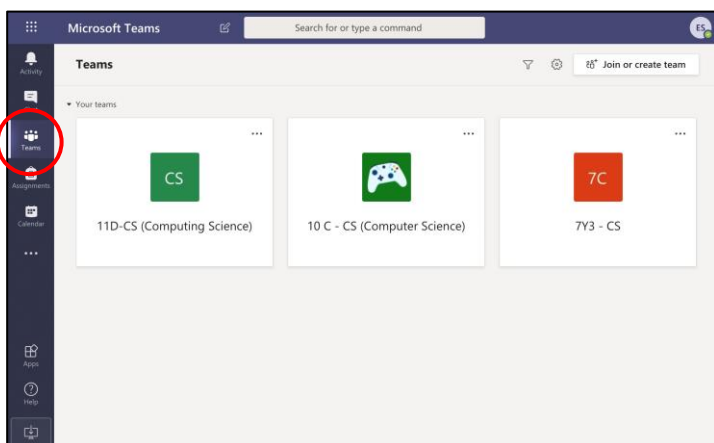 Microsoft Teams
Search for or type a command
ES
Activity
Teams
Join or create team
Your teams
Teams
CS
7C
Assignments
11D-CS (Computing Science)
10 C - CS (Computer Science)
7Y3 - CS
Calendar
Apps
Help